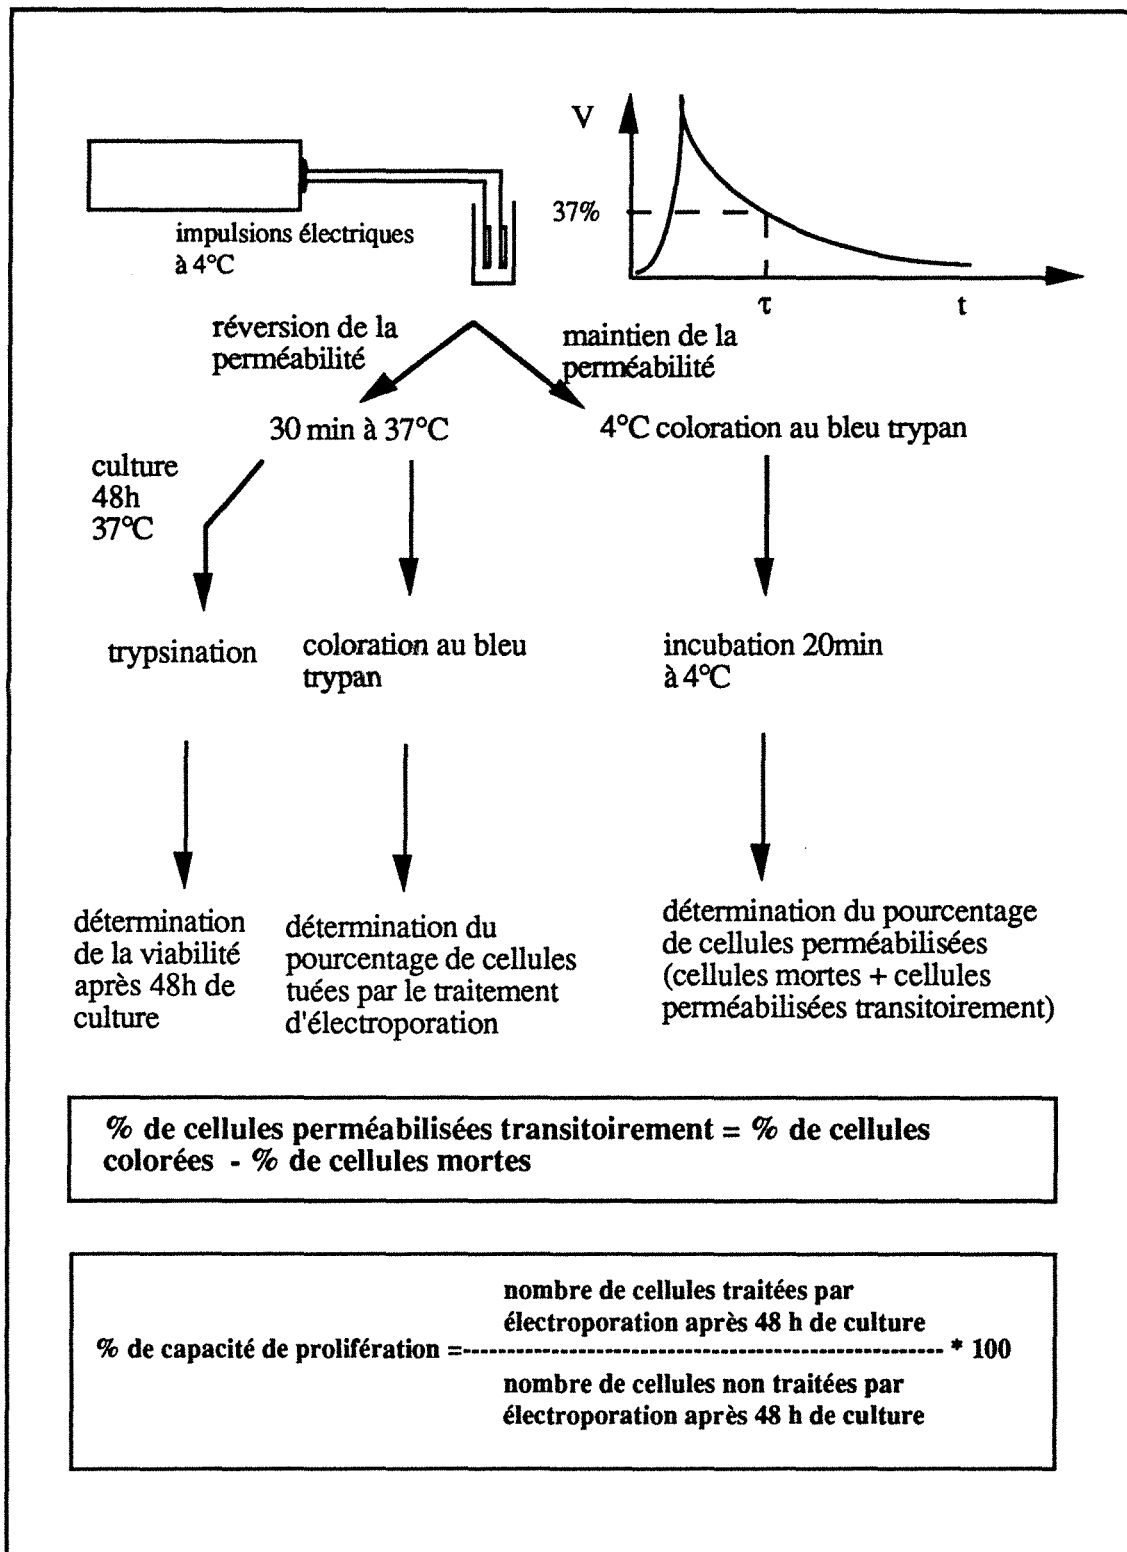 V
37%
τ
t
impulsions électriques
à 4°C
réversion de la
perméabilité
maintien de la
perméabilité
30 min à 37°C
4°C coloration au bleu trypan
culture
48h
37°C
trypsination
coloration au bleu
trypan
incubation 20min
à 4°C
détermination
de la viabilité
après 48h de
culture
détermination du
pourcentage de cellules
tuées par le traitement
d'électroporation
détermination du pourcentage
de cellules perméabilisées
(cellules mortes + cellules
perméabilisées transitoirement)
% de cellules perméabilisées transitoirement = % de cellules
colorées - % de cellules mortes
nombre de cellules traitées par
électroporation après 48 h de culture
% de capacité de prolifération =------------------------------------------------------ * 100
nombre de cellules non traitées par
électroporation après 48 h de culture